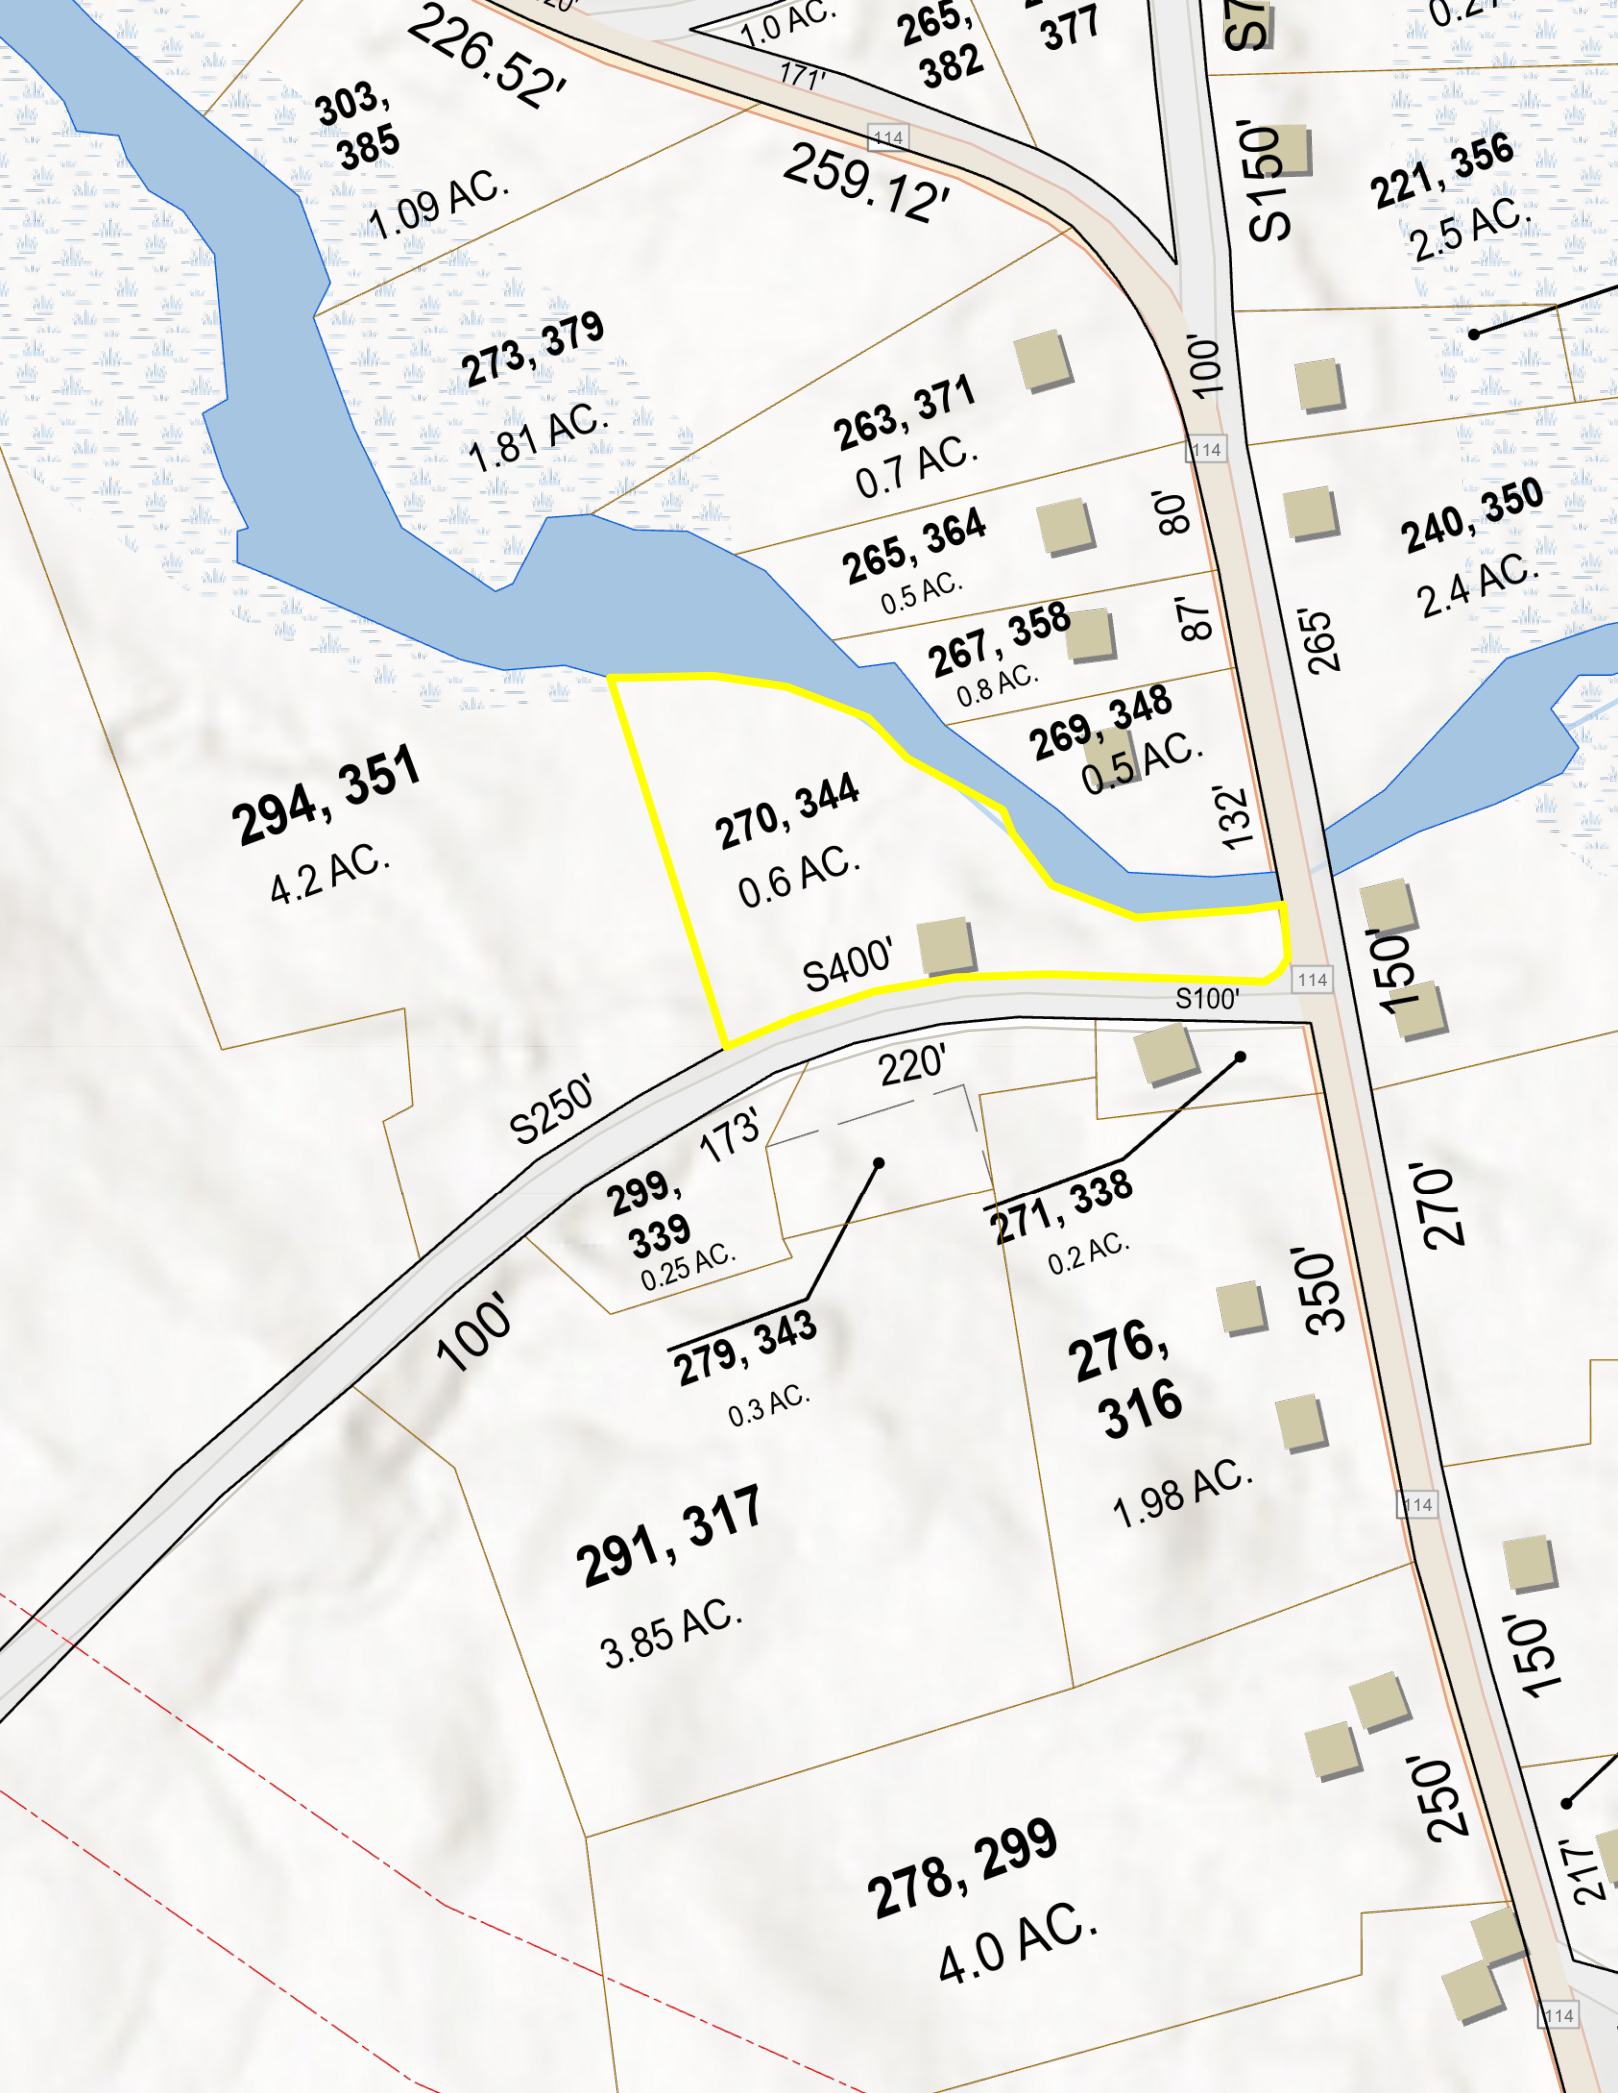 120'
1.0 AC.
265,
382
377
226.52'
171'
303,
385
1.09 AC.
114
259.12'
S150'
221, 356
2.5 AC.
273, 379
1.81 AC.
100'
263, 371
0.7 AC.
114
80'
265, 364
0.5 AC.
240, 350
2.4 AC.
87'
265'
267, 358
0.8 AC.
269, 348
0.5 AC.
132'
294, 351
4.2 AC.
270, 344
0.6 AC.
S400'
150'
114
S100'
220'
S250'
173'
299,
339
0.25 AC.
271, 338
0.2 AC.
270'
350'
100'
279, 343
0.3 AC.
276,
316
1.98 AC.
291, 317
3.85 AC.
114
150'
250'
217'
278, 299
4.0 AC.
114